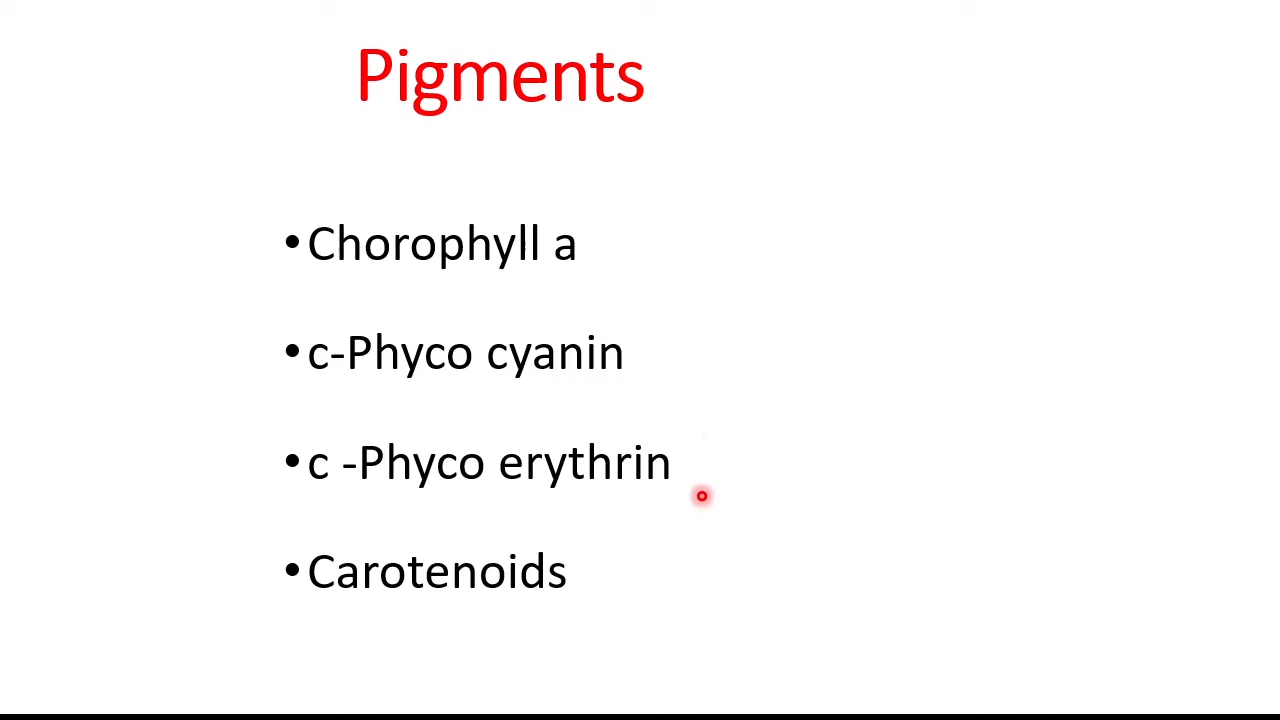 Pigments
•Chorophyll a
•c-Phyco cyanin
•c -Phyco erythrin
•Carotenoids